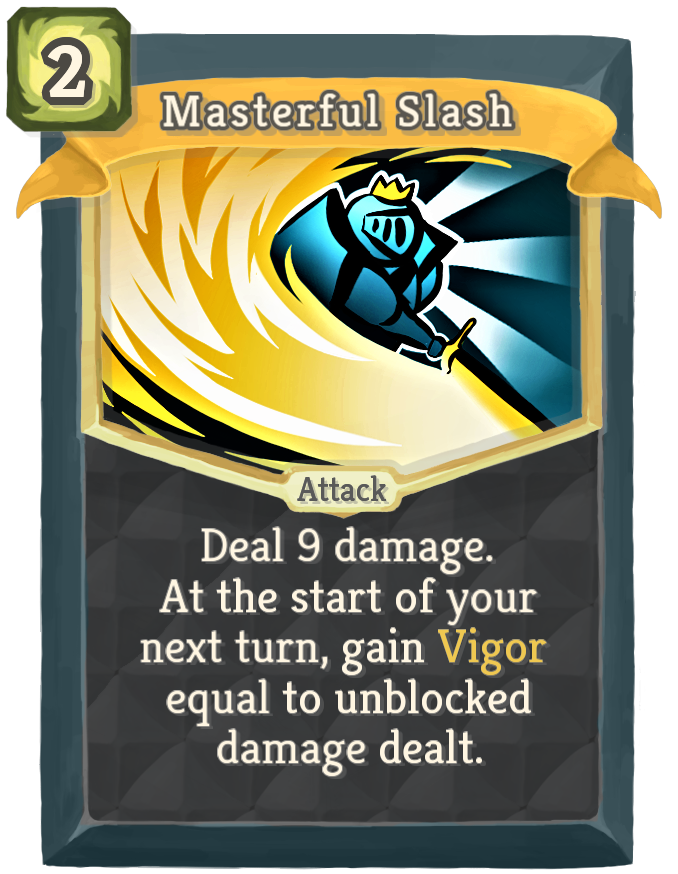 2
Masterful Slash
Attack
Deal 9 damage.
At the start of your
next turn, gain Vigor
equal to unblocked
damage dealt.